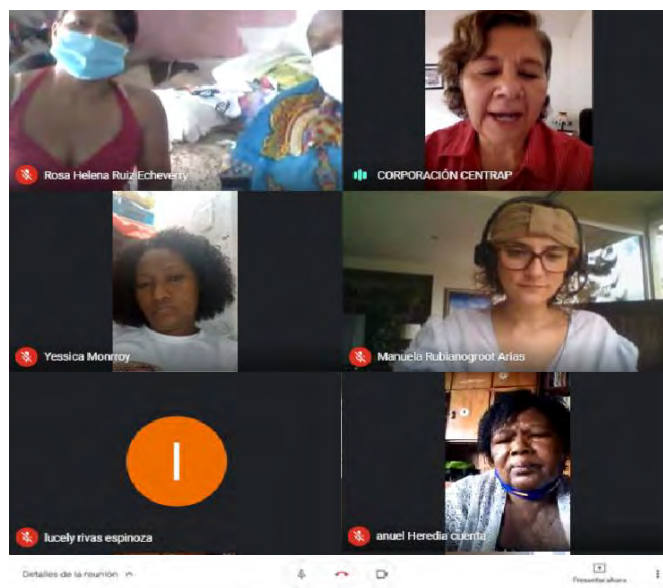 Rosa Helena Ruiz Echeverry
CORPORACIÓN CENTRAP
Yessica Monrroy
Manuela Rubianogroot Arias
l
lucely rivas espinoza
anuel Heredia cuenta
Detalles de la reunión
Presentar ahora